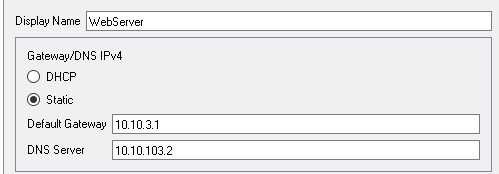 Display Name WebServer
Gateway/DNS IPv4
DHCP
Static
Default Gateway 10.10.3.1
DNS Server 10.10.103.2